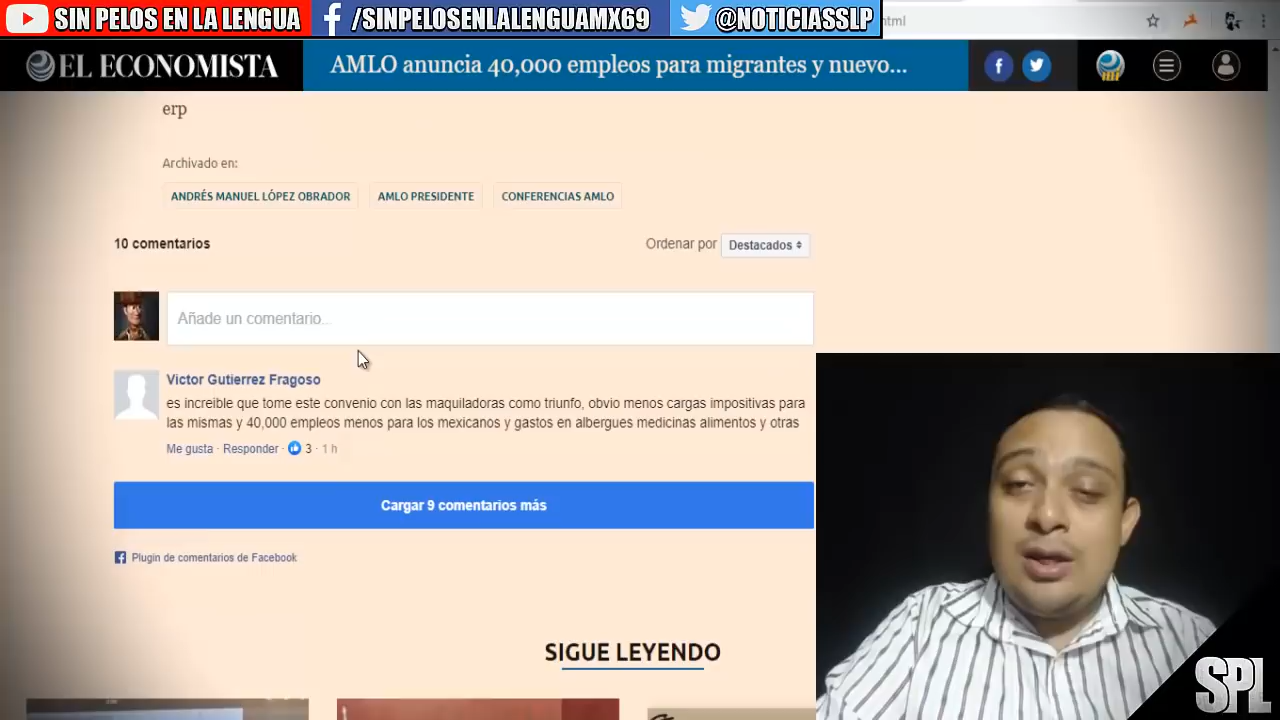 SIN PELOS EN LA LENGUA
/SINPELOSENLALENGUAMX69
@NOTICIASSLP
html
EL ECONOMISTA
AMLO anuncia 40,000 empleos para migrantes y nuevo...
erp
Archivado en:
ANDRÉS MANUEL LÓPEZ OBRADOR
AMLO PRESIDENTE
CONFERENCIAS AMLO
10 comentarios
Ordenar por Destacados
Añade un comentario...
Victor Gutierrez Fragoso
es increible que tome este convenio con las maquiladoras como triunfo, obvio menos cargas impositivas para
las mismas y 40,000 empleos menos para los mexicanos y gastos en albergues medicinas alimentos y otras
Me gusta · Responder · 3 · 1 h
Cargar 9 comentarios más
Plugin de comentarios de Facebook
SIGUE LEYENDO
SPL